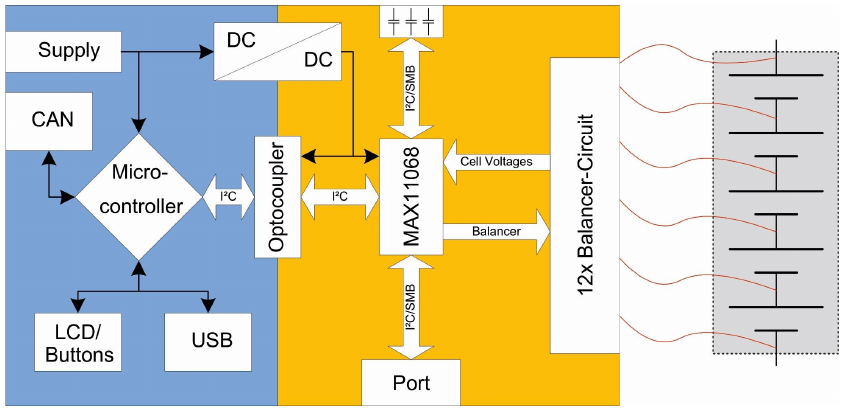 Supply
DC
DC
I²C/SMB
CAN
Micro-
controller
I²C
Optocoupler
I²C
MAX11068
Cell Voltages
Balancer
12x Balancer-Circuit
I²C/SMB
LCD/
Buttons
USB
Port